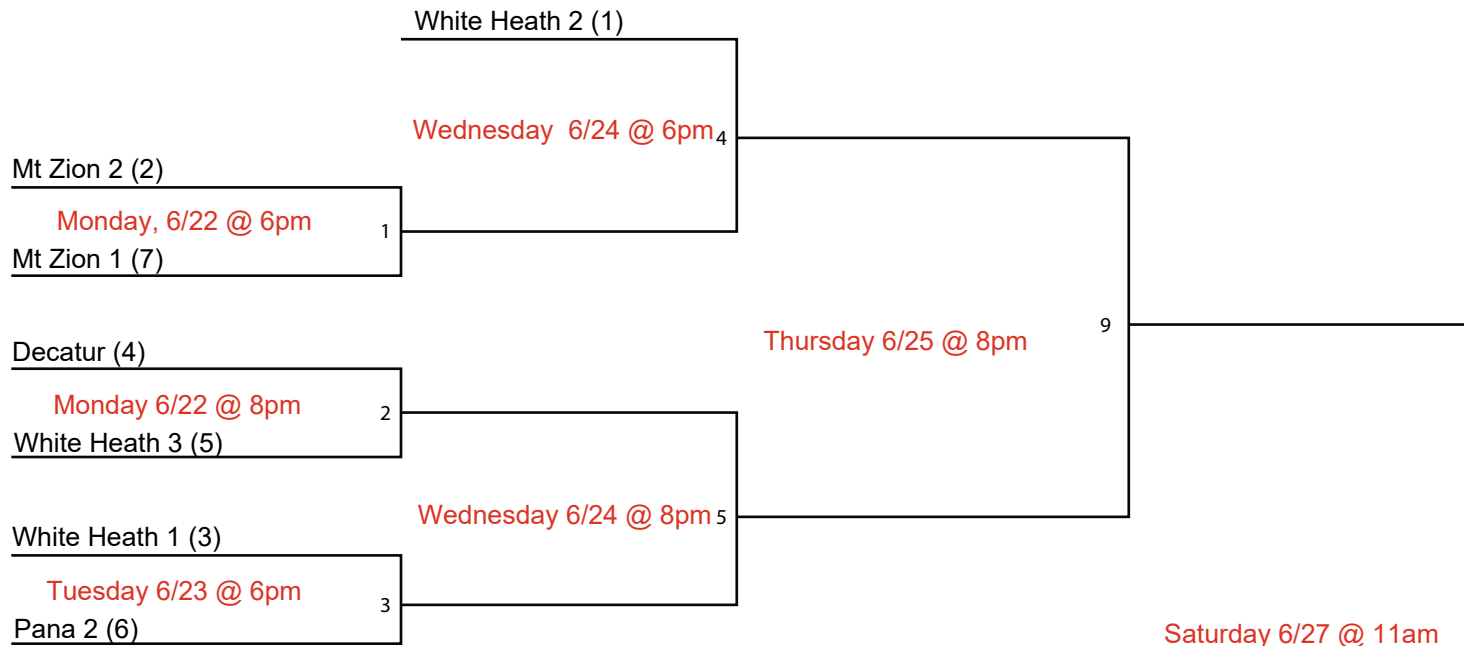 White Heath 2 (1)
Wednesday  6/24 @ 6pm
4
Mt Zion 2 (2)
Monday, 6/22 @ 6pm
1
Mt Zion 1 (7)
Thursday 6/25 @ 8pm
9
Decatur (4)
Monday 6/22 @ 8pm
2
White Heath 3 (5)
Wednesday 6/24 @ 8pm
5
White Heath 1 (3)
Tuesday 6/23 @ 6pm
3
Pana 2 (6)
Saturday 6/27 @ 11am